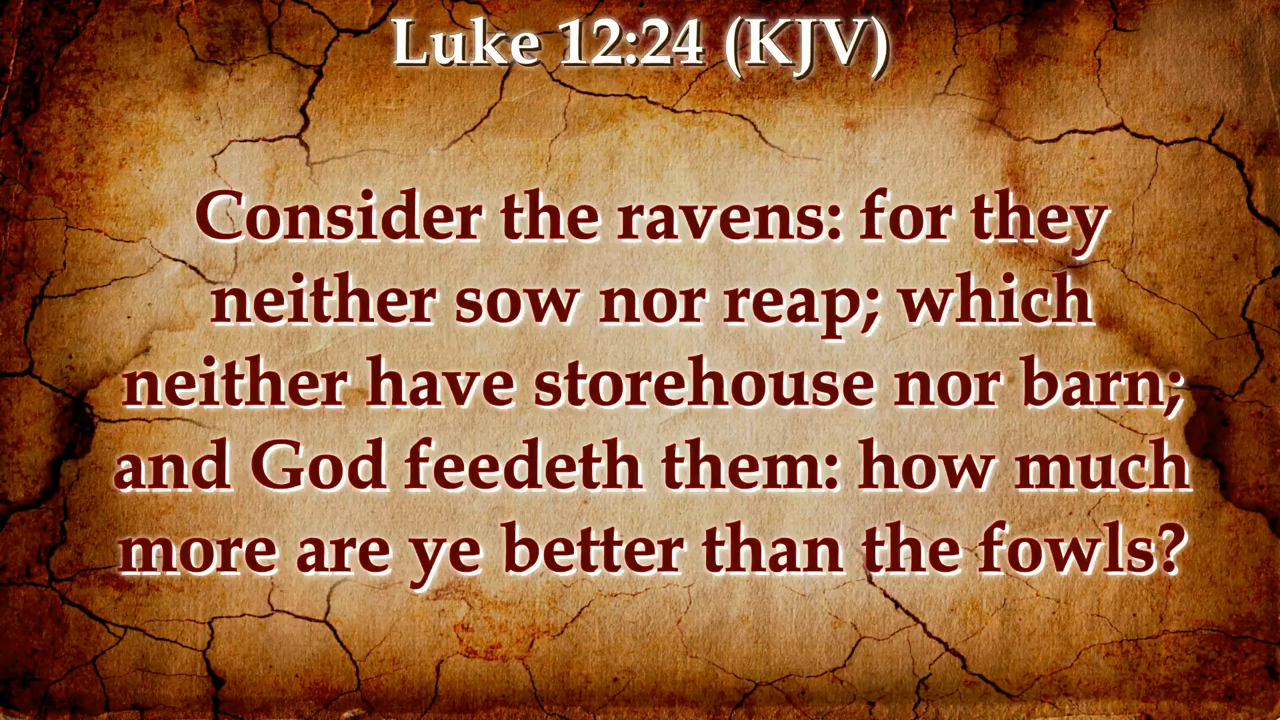 Luke 12:24 (KJV)
Consider the ravens: for they
neither sow nor reap; which
neither have storehouse nor barn;
and God feedeth them: how much
more are ye better than the fowls?